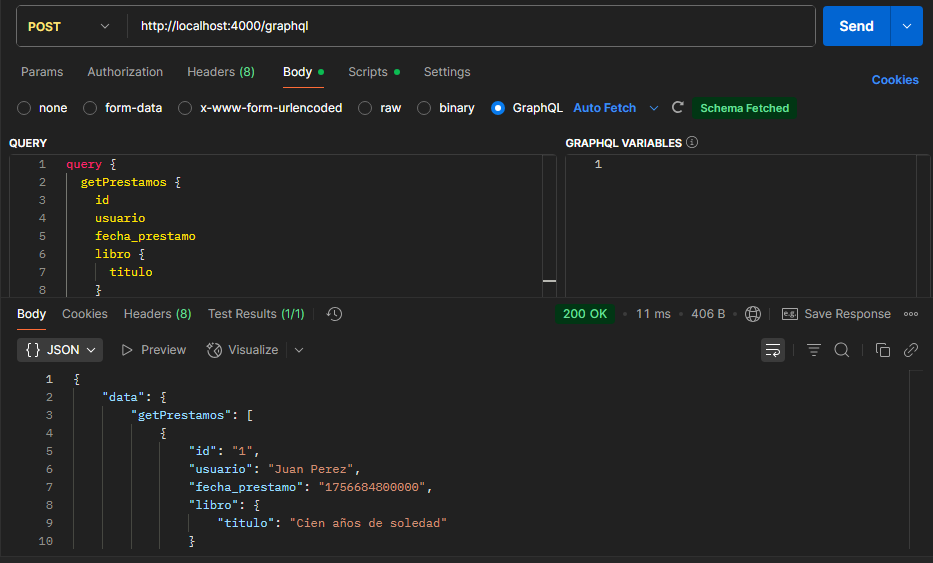 POST http://localhost:4000/graphql Send
Params Authorization Headers (8) Body Scripts Settings Cookies
none form-data x-www-form-urlencoded raw binary GraphQL Auto Fetch Schema Fetched
QUERY
1 query {
2 getPrestamos {
3 id
4 usuario
5 fecha_prestamo
6 libro {
7 titulo
8 }
GRAPHQL VARIABLES
1
Body Cookies Headers (8) Test Results (1/1) 200 OK • 11 ms • 406 B • e.g. Save Response
{} JSON Preview Visualize
1 {
2 "data": {
3 "getPrestamos": [
4 {
5 "id": "1",
6 "usuario": "Juan Perez",
7 "fecha_prestamo": "1756684800000",
8 "libro": {
9 "titulo": "Cien años de soledad"
10 }